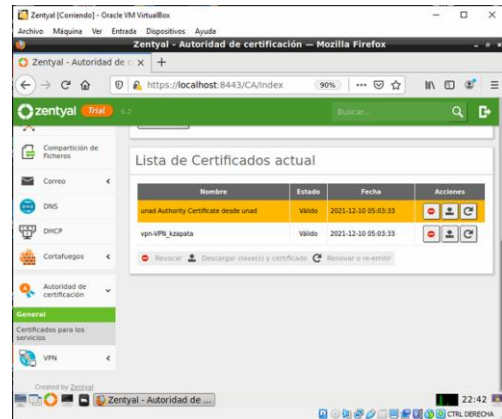 Zentyal [Corriendo] - Oracle VM VirtualBox
Archivo Máquina Ver Entrada Dispositivos Ayuda
Zentyal - Autoridad de certificación — Mozilla Firefox
Zentyal - Autoridad de c
https://localhost:8443/CA/Index
90%
zentyal Trial 6.2
Buscar...
Compartición de
Ficheros
Correo
DNS
DHCP
Cortafuegos
Autoridad de
certificación
General
Certificados para los
servicios
VPN
Created by Zentyal
Lista de Certificados actual
Nombre Estado Fecha Acciones
unad Authority Certificate desde unad Válido 2021-12-10 05:03:33
vpn-VPN_kzapata Válido 2021-12-10 05:03:33
Revocar Descargar clave(s) y certificado Renovar o re-emitir
Zentyal - Autoridad de ...
22:42
CTRL DERECHA